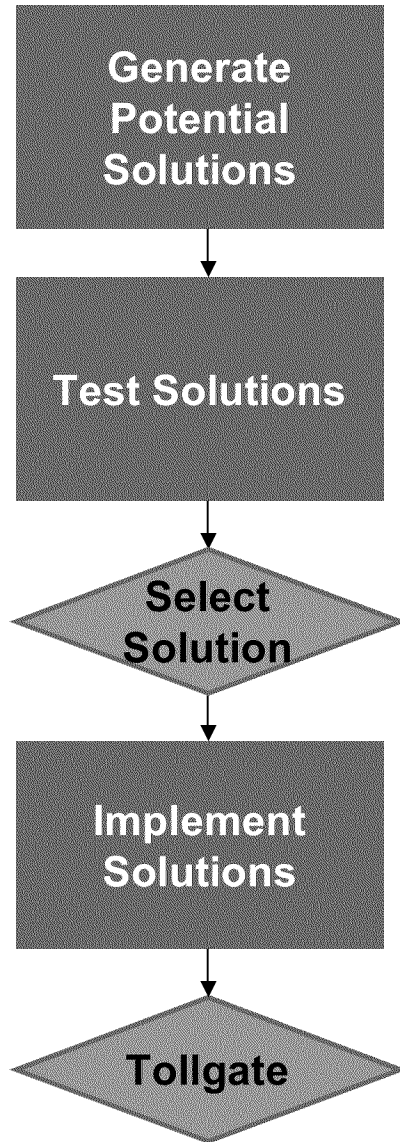 Generate
Potential
Solutions
Test Solutions
Select
Solution
Implement
Solutions
Tollgate